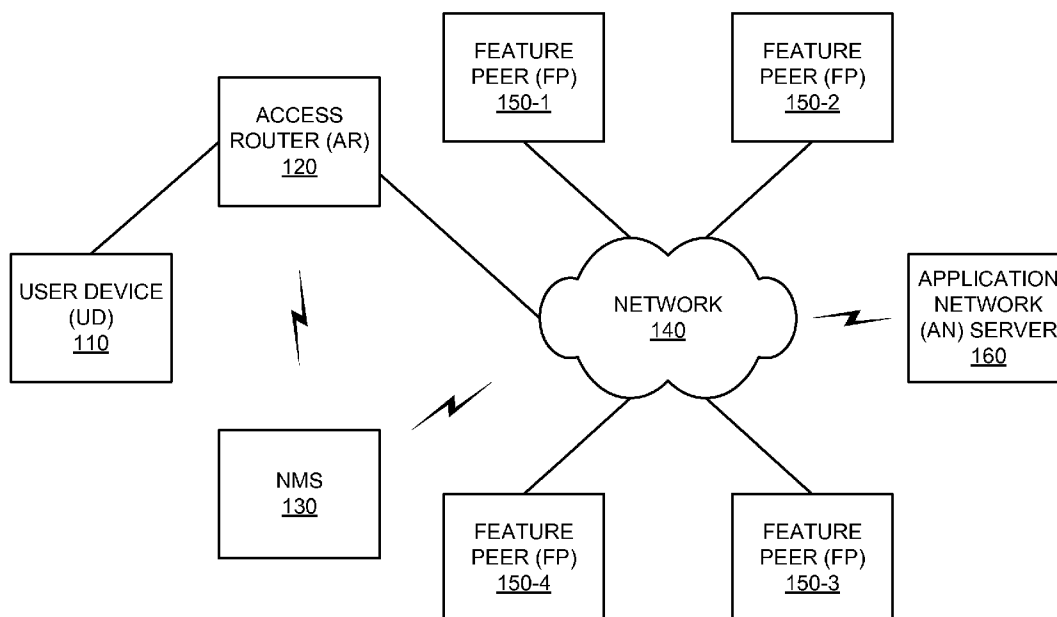 FEATURE
PEER (FP)
150-1
FEATURE
PEER (FP)
150-2
ACCESS
ROUTER (AR)
120
USER DEVICE
(UD)
110
NETWORK
140
APPLICATION
NETWORK
(AN) SERVER
160
NMS
130
FEATURE
PEER (FP)
150-4
FEATURE
PEER (FP)
150-3